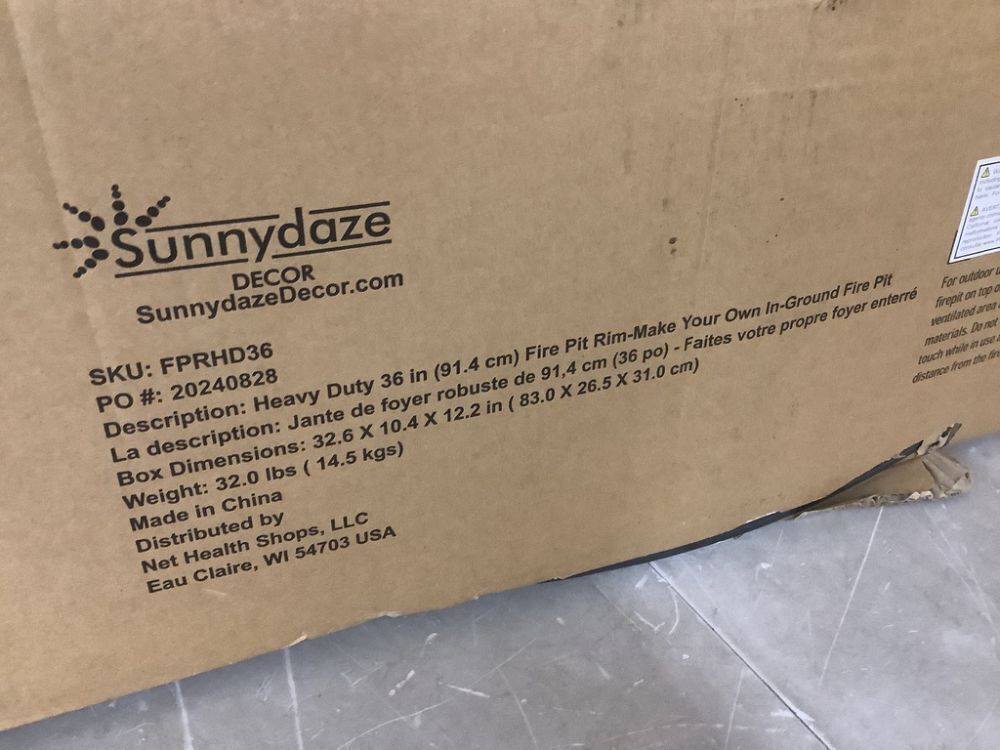 Sunnydaze
DECOR
SunnydazeDecor.com
SKU: FPRHD36
PO #: 20240828
Description: Heavy Duty 36 in (91.4 cm) Fire Pit Rim-Make Your Own In-Ground Fire Pit
La description: Jante de foyer robuste de 91,4 cm (36 po) - Faites votre propre foyer enterré
Box Dimensions: 32.6 X 10.4 X 12.2 in ( 83.0 X 26.5 X 31.0 cm)
Weight: 32.0 lbs ( 14.5 kgs)
Made in China
Distributed by
Net Health Shops, LLC
Eau Claire, WI 54703 USA
For outdoor
firepit on top
ventilated area
materials. Do not
touch while in use
distance from the